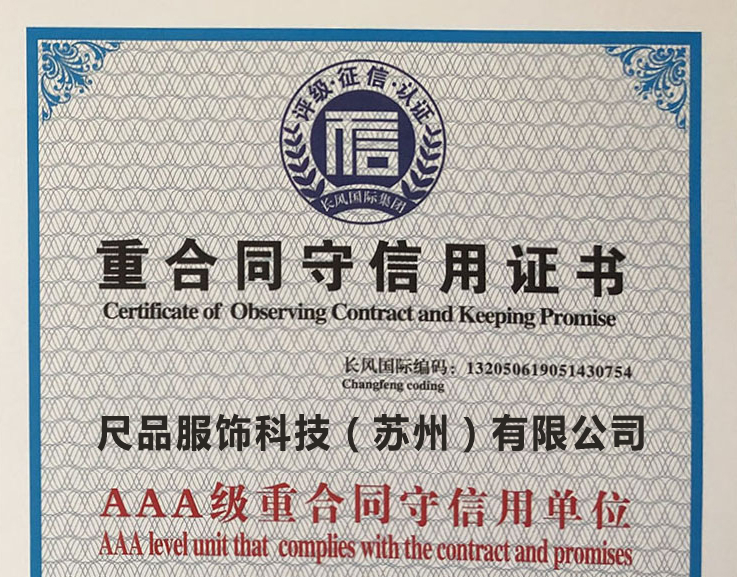 评级·征信·认证
信
长风国际集团
重合同守信用证书
Certificate of Observing Contract and Keeping Promise
长风国际编码：132050619051430754
Changfeng coding
尺品服饰科技（苏州）有限公司
AAA级重合同守信用单位
AAA level unit that complies with the contract and promises